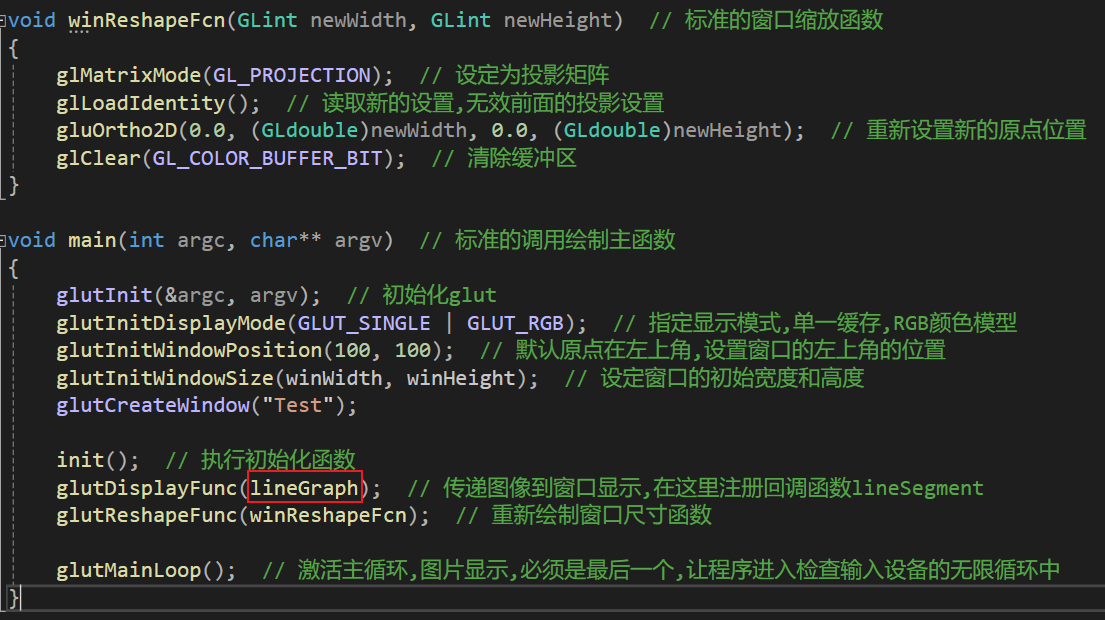 void winReshapeFcn(GLint newWidth, GLint newHeight)  // 标准的窗口缩放函数
{
    glMatrixMode(GL_PROJECTION);  // 设定为投影矩阵
    glLoadIdentity();  // 读取新的设置,无效前面的投影设置
    gluOrtho2D(0.0, (GLdouble)newWidth, 0.0, (GLdouble)newHeight);  // 重新设置新的原点位置
    glClear(GL_COLOR_BUFFER_BIT);  // 清除缓冲区
}
void main(int argc, char** argv)  // 标准的调用绘制主函数
{
    glutInit(&argc, argv);  // 初始化glut
    glutInitDisplayMode(GLUT_SINGLE | GLUT_RGB);  // 指定显示模式,单一缓存,RGB颜色模型
    glutInitWindowPosition(100, 100);  // 默认原点在左上角,设置窗口的左上角的位置
    glutInitWindowSize(winWidth, winHeight);  // 设定窗口的初始宽度和高度
    glutCreateWindow("Test");
    init();  // 执行初始化函数
    glutDisplayFunc(lineGraph);  // 传递图像到窗口显示,在这里注册回调函数lineSegment
    glutReshapeFunc(winReshapeFcn);  // 重新绘制窗口尺寸函数
    glutMainLoop();  // 激活主循环,图片显示,必须是最后一个,让程序进入检查输入设备的无限循环中
}